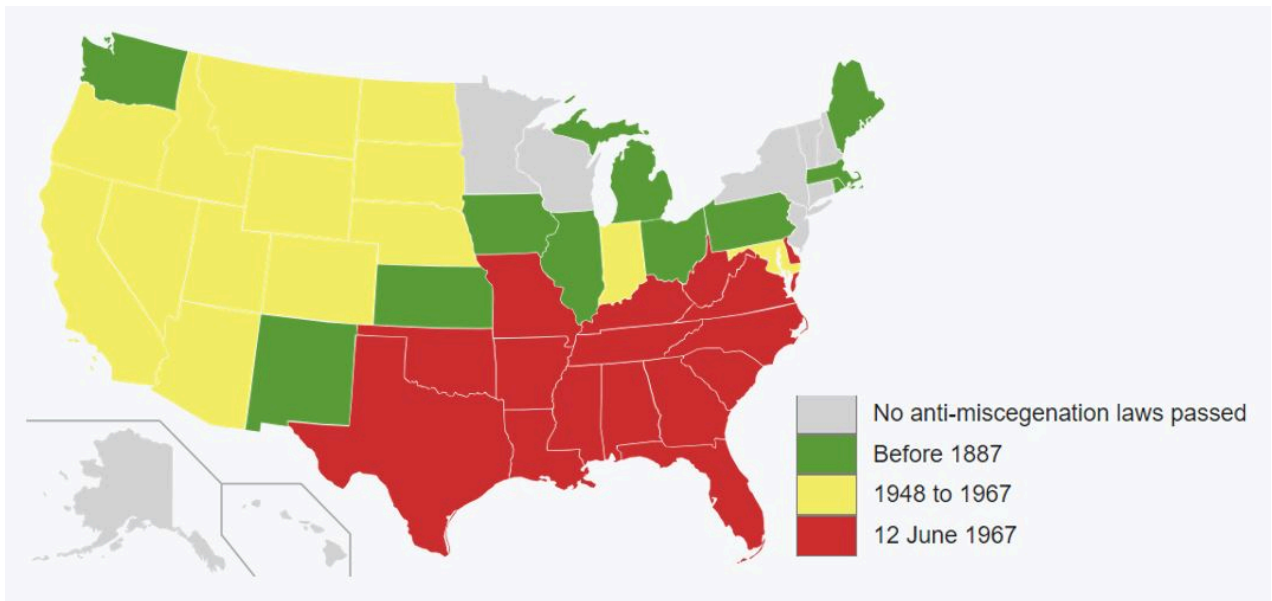 No anti-miscegenation laws passed
Before 1887
1948 to 1967
12 June 1967